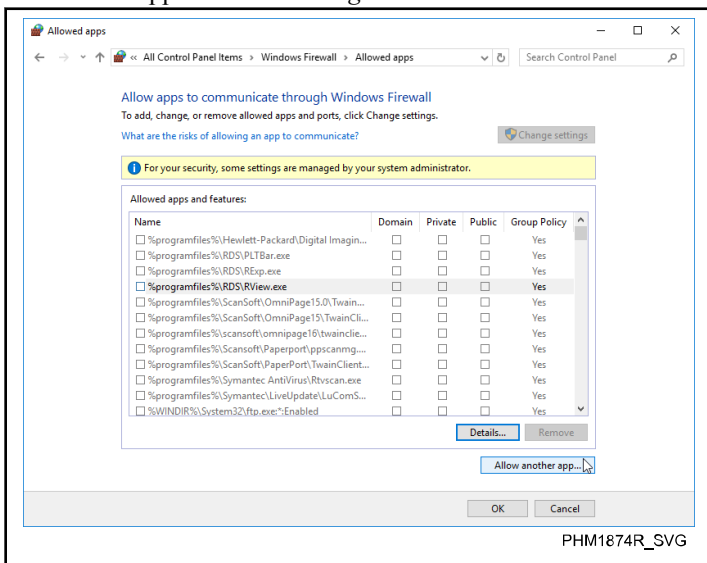 Allowed apps
« All Control Panel Items › Windows Firewall › Allowed apps
Search Control Panel
Allow apps to communicate through Windows Firewall
To add, change, or remove allowed apps and ports, click Change settings.
What are the risks of allowing an app to communicate?
Change settings
For your security, some settings are managed by your system administrator.
Allowed apps and features:
Name Domain Private Public Group Policy
%programfiles%\Hewlett-Packard\Digital Imagin... Yes
%programfiles%\RDS\PLTBar.exe Yes
%programfiles%\RDS\RExp.exe Yes
%programfiles%\RDS\RView.exe Yes
%programfiles%\ScanSoft\OmniPage15.0\Twain... Yes
%programfiles%\ScanSoft\OmniPage15\TwainCli... Yes
%programfiles%\scansoft\omnipage16\twainclie... Yes
%programfiles%\Scansoft\Paperport\ppscanmg.... Yes
%programfiles%\ScanSoft\PaperPort\TwainClient... Yes
%programfiles%\Symantec AntiVirus\Rtvscan.exe Yes
%programfiles%\Symantec\LiveUpdate\LuComS... Yes
%WINDIR%\System32\ftp.exe:*:Enabled Yes
Details... Remove
Allow another app...
OK Cancel
PHM1874R_SVG